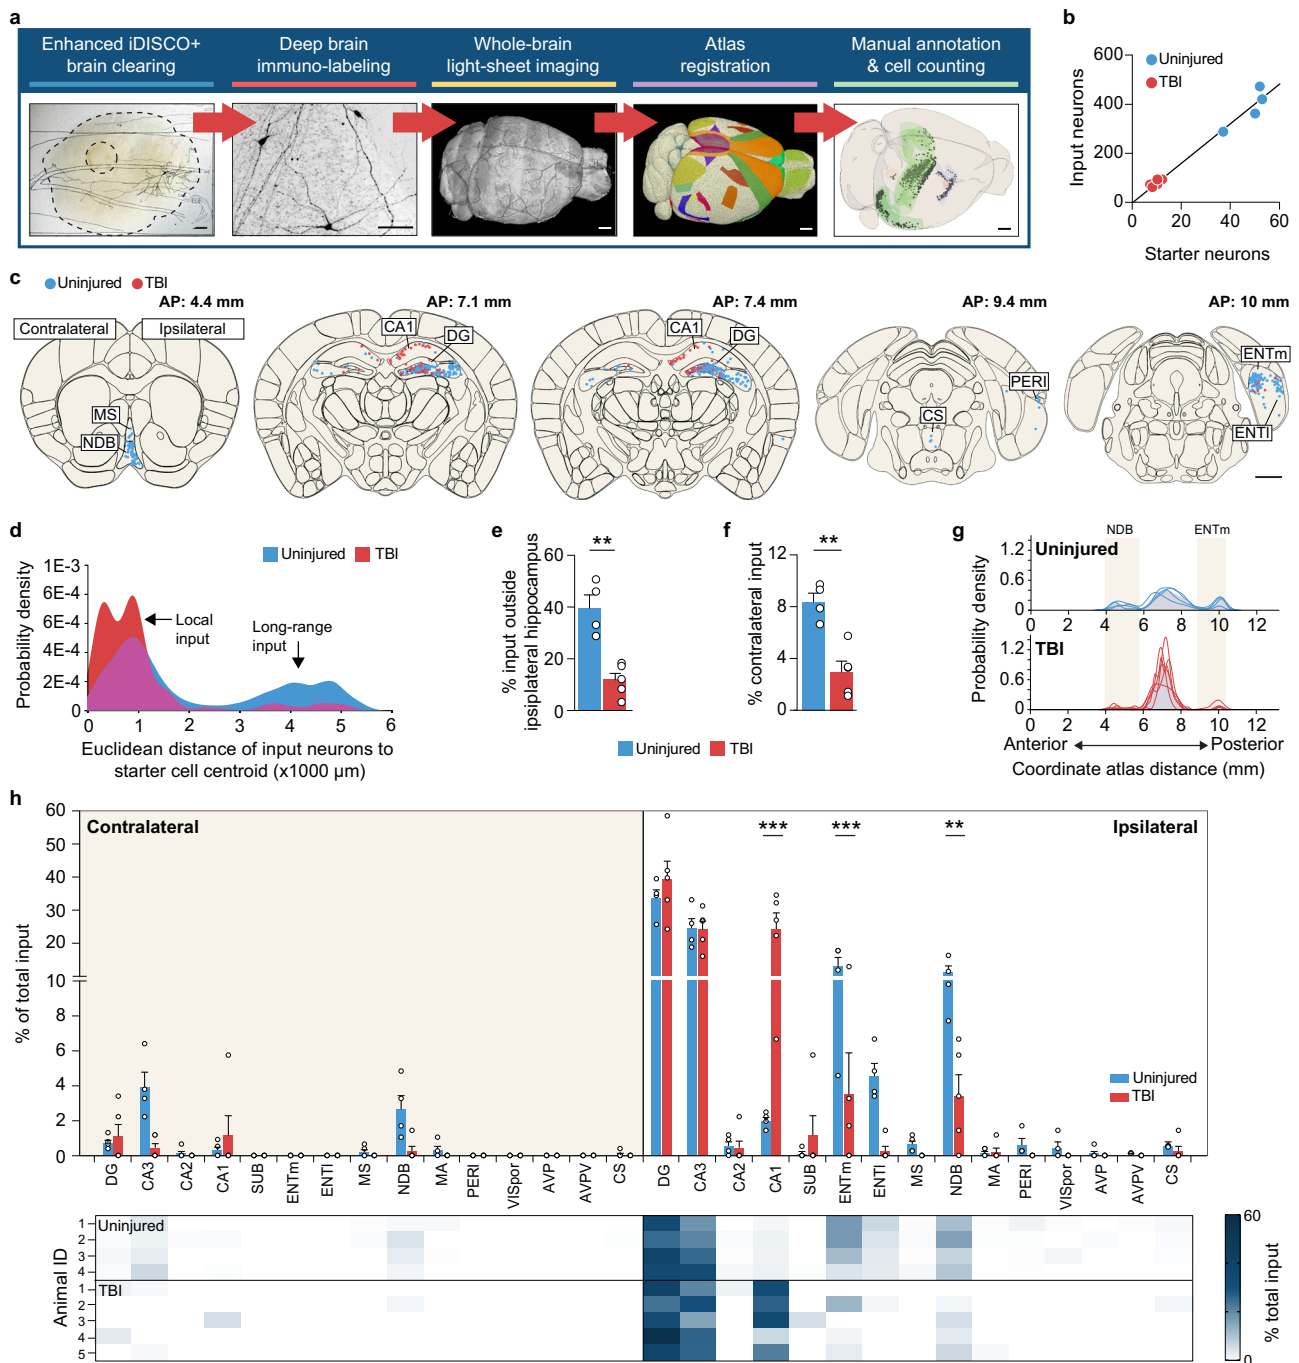 a
Enhanced iDISCO+
brain clearing
Deep brain
immuno-labeling
Whole-brain
light-sheet imaging
Atlas
registration
Manual annotation
& cell counting
b
600
400
200
0
Input neurons
Uninjured
TBI
0 20 40 60
Starter neurons
c
Uninjured TBI
AP: 4.4 mm
Contralateral
Ipsilateral
MS
NDB
AP: 7.1 mm
CA1
DG
AP: 7.4 mm
CA1
DG
AP: 9.4 mm
PERI
CS
AP: 10 mm
ENTm
ENTl
d
Uninjured TBI
Probability density
1E-3
6E-4
6E-4
4E-4
2E-4
0
Local
input
Long-range
input
0 1 2 3 4 5 6
Euclidean distance of input neurons to
starter cell centroid (x1000 µm)
e
% input outside
ipsilateral hippocampus
60
40
20
0
**
f
% contralateral input
12
8
4
0
**
Uninjured TBI
g
NDB
ENTm
Probability density
1.2
0.6
0
Uninjured
0 2 4 6 8 10 12
1.2
0.6
0
TBI
0 2 4 6 8 10 12
Anterior
Posterior
Coordinate atlas distance (mm)
h
% of total input
60
50
40
30
20
10
8
6
4
2
0
Contralateral
Ipsilateral
*** *** **
Uninjured
TBI
DG CA3 CA2 CA1 SUB ENTm ENTl MS NDB MA PERI VISpor AVP AVPV CS
DG CA3 CA2 CA1 SUB ENTm ENTl MS NDB MA PERI VISpor AVP AVPV CS
Animal ID
Uninjured
1
2
3
4
TBI
1
2
3
4
5
60
0
% total input